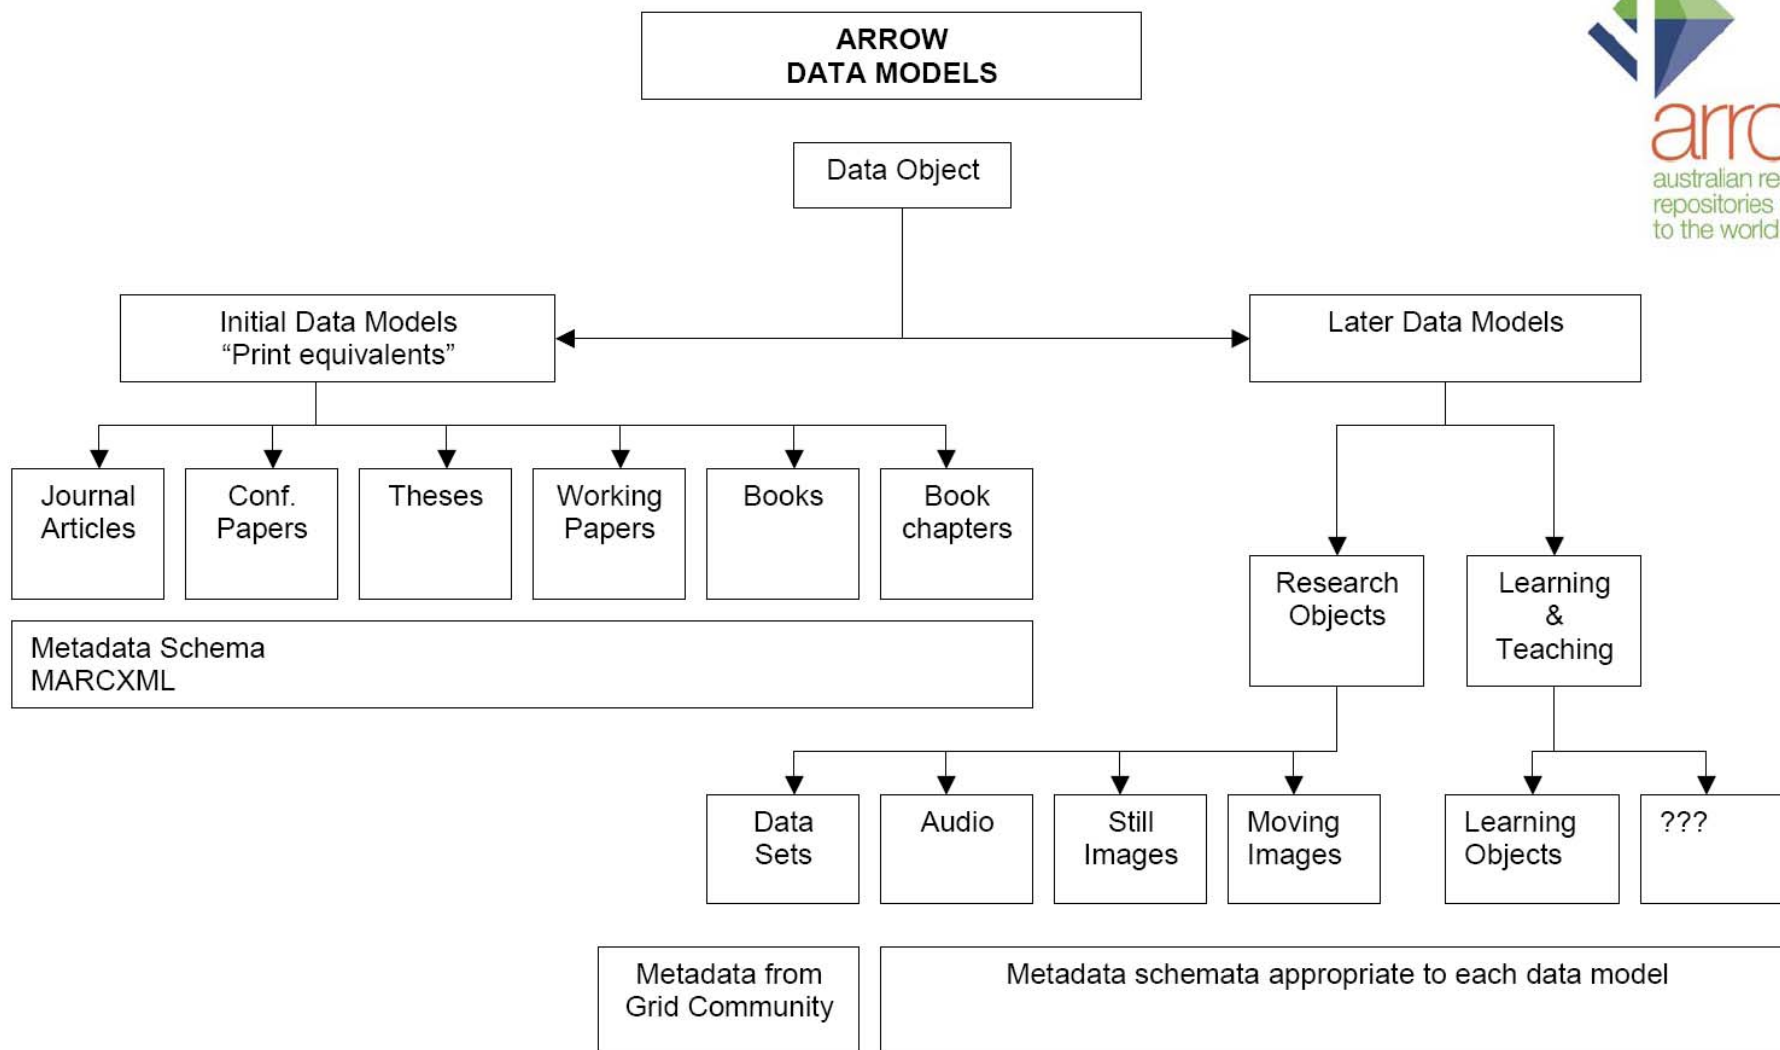 ARROW
DATA MODELS
Data Object
australian re
repositories
to the world
Initial Data Models
“Print equivalents”
Later Data Models
Journal
Articles
Conf.
Papers
Theses
Working
Papers
Books
Book
chapters
Metadata Schema
MARCXML
Research
Objects
Learning
&
Teaching
Data
Sets
Audio
Still
Images
Moving
Images
Learning
Objects
???
Metadata from
Grid Community
Metadata schemata appropriate to each data model